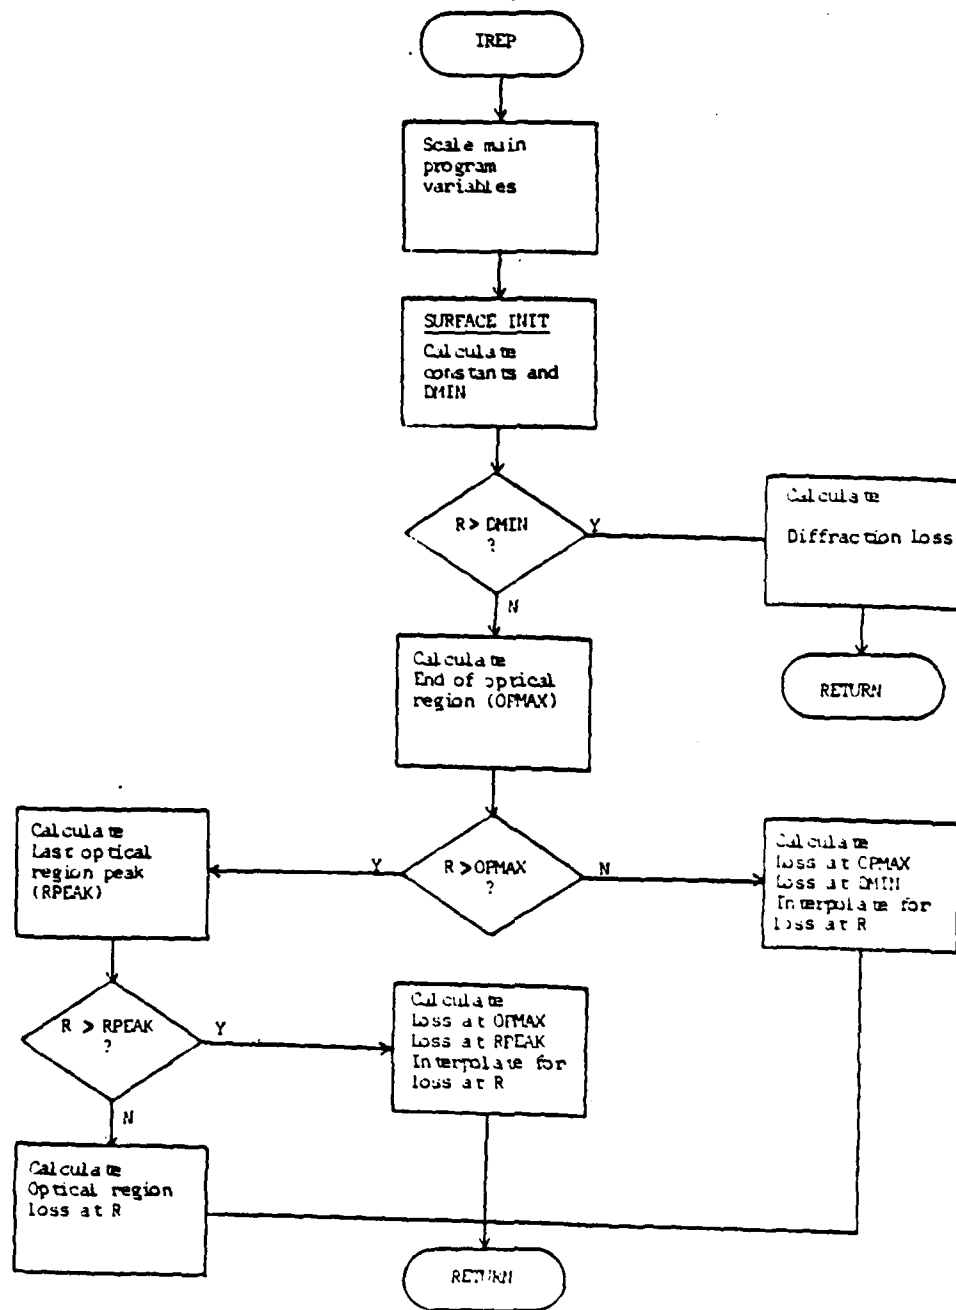 IREP
Scale main
program
variables
SURFACE INIT
Calculate
constants and
DMIN
R > DMIN
?
Y
N
Calculate
Diffraction Loss
RETURN
Calculate
End of optical
region (OPMAX)
R > OPMAX
?
Y
N
Calculate
Last optical
region peak
(RPEAK)
Calculate
Loss at OPMAX
Loss at DMIN
Interpolate for
loss at R
R > RPEAK
?
Y
N
Calculate
Loss at OPMAX
Loss at RPEAK
Interpolate for
loss at R
Calculate
Optical region
loss at R
RETURN